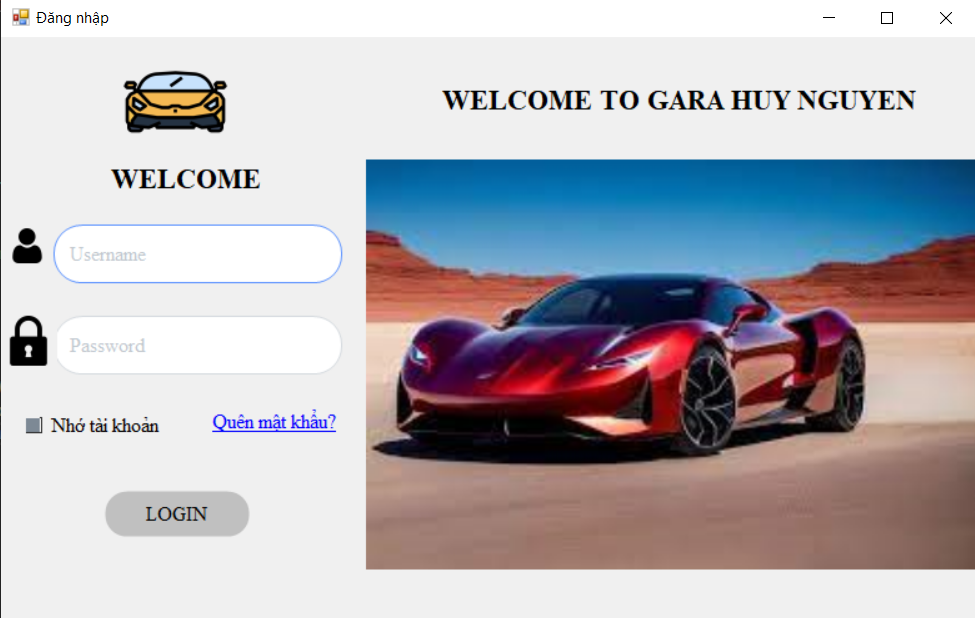 Đăng nhập
WELCOME TO GARA HUY NGUYEN
WELCOME
Username
Password
Nhớ tài khoản
Quên mật khẩu?
LOGIN